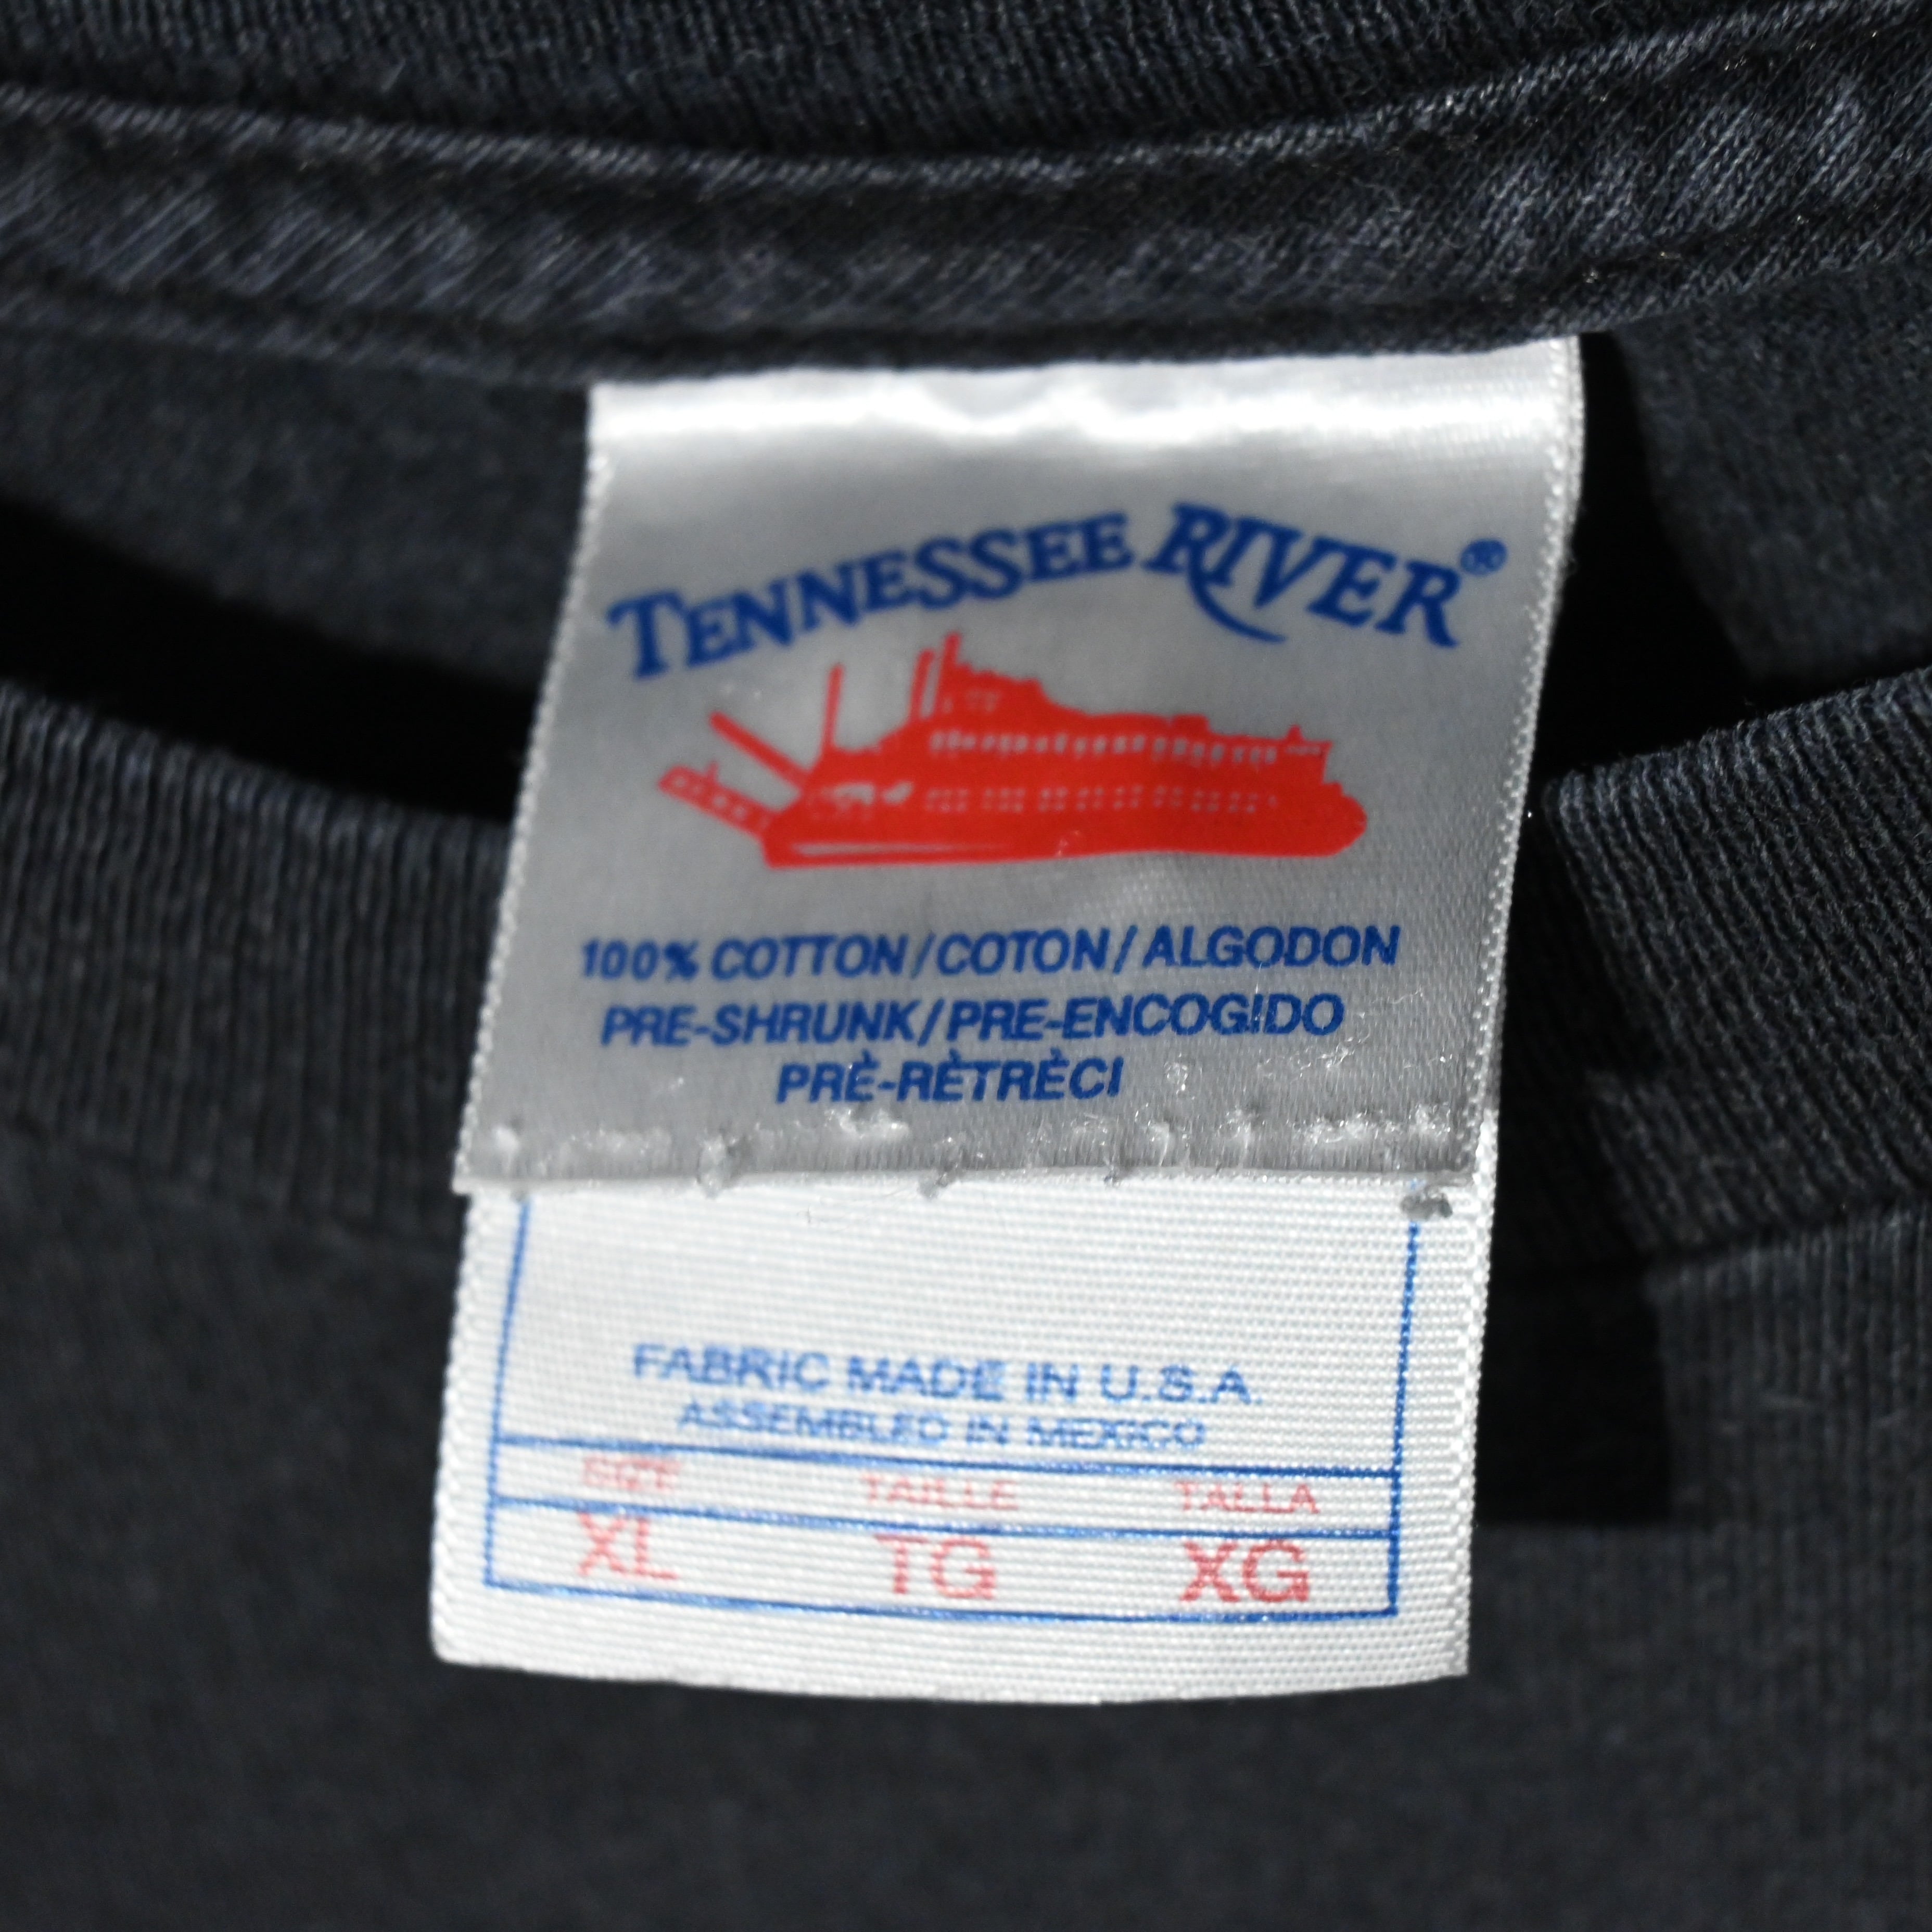 TENNESSEE RIVER®
100% COTTON/COTON/ALGODON
PRE-SHRUNK/PRE-ENCOGIDO
PRÈ-RÈTRÈCI
FABRIC MADE IN U.S.A.
ASSEMBLED IN MEXICO
SIZE TAILLE TALLA
XL TG XG